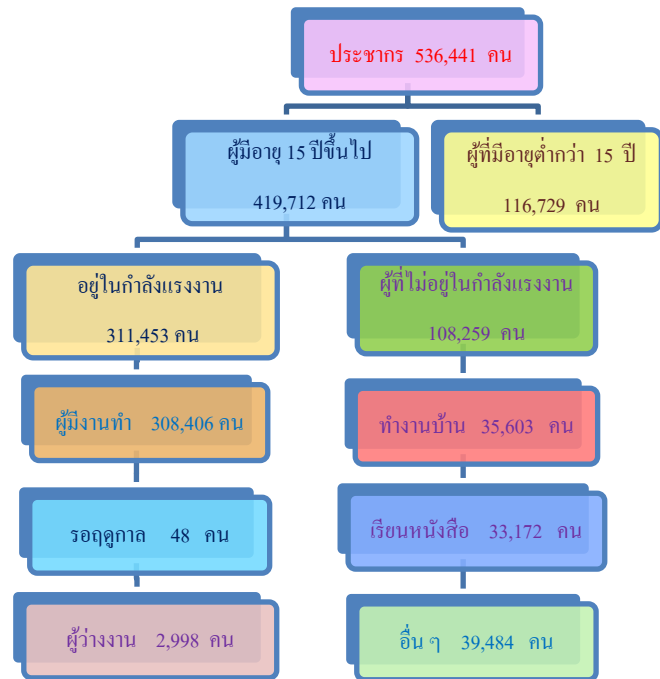 ประชากร 536,441 คน
ผู้มีอายุ 15 ปีขึ้นไป
419,712 คน
ผู้ที่มีอายุต่ำกว่า 15 ปี
116,729 คน
อยู่ในกำลังแรงงาน
311,453 คน
ผู้ที่ไม่อยู่ในกำลังแรงงาน
108,259 คน
ผู้มีงานทำ 308,406 คน
ทำงานบ้าน 35,603 คน
รอฤดูกาล 48 คน
เรียนหนังสือ 33,172 คน
ผู้ว่างงาน 2,998 คน
อื่น ๆ 39,484 คน